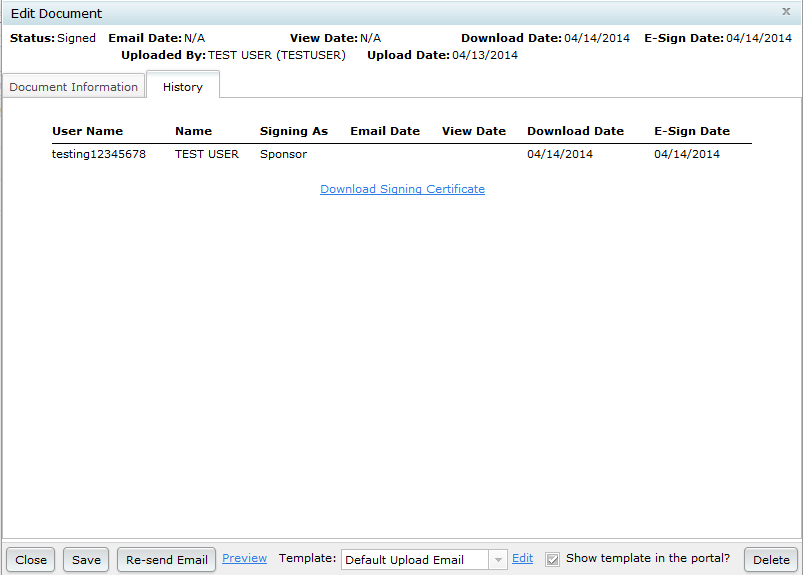 Edit Document x
Status: Signed Email Date: N/A View Date: N/A Download Date: 04/14/2014 E-Sign Date: 04/14/2014
Uploaded By: TEST USER (TESTUSER) Upload Date: 04/13/2014
Document Information History
User Name Name Signing As Email Date View Date Download Date E-Sign Date
testing12345678 TEST USER Sponsor 04/14/2014 04/14/2014
Download Signing Certificate
Close Save Re-send Email Preview Template: Default Upload Email Edit Show template in the portal? Delete